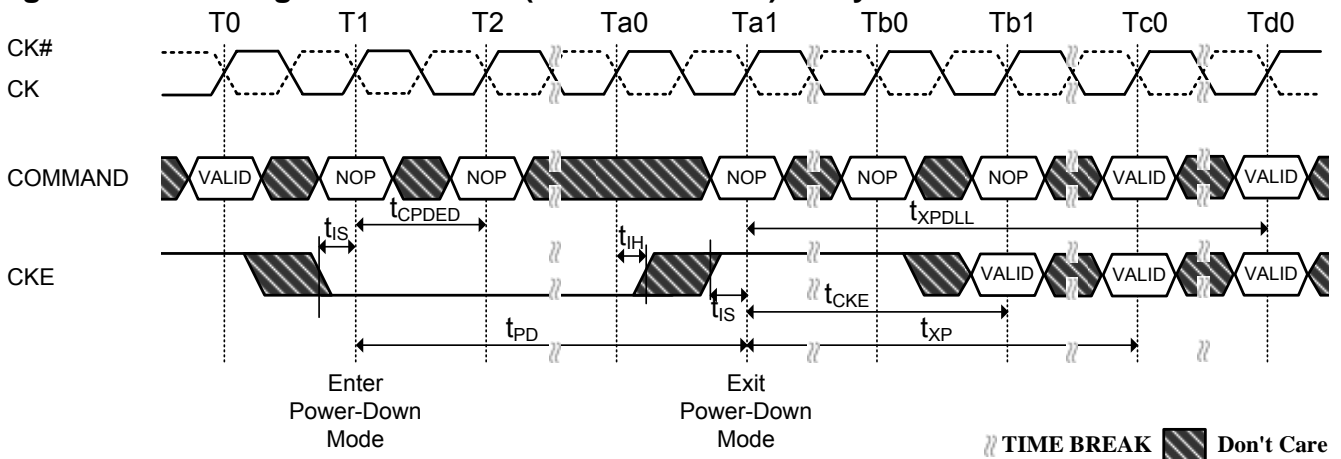 T0 T1 T2 Ta0 Ta1 Tb0 Tb1 Tc0 Td0
CK#
CK
COMMAND VALID NOP NOP NOP NOP NOP VALID VALID
tCPDED tXPDLL
tIS tIH
CKE VALID VALID VALID
tIS tCKE
tPD tXP
Enter
Power-Down
Mode
Exit
Power-Down
Mode
TIME BREAK Don't Care